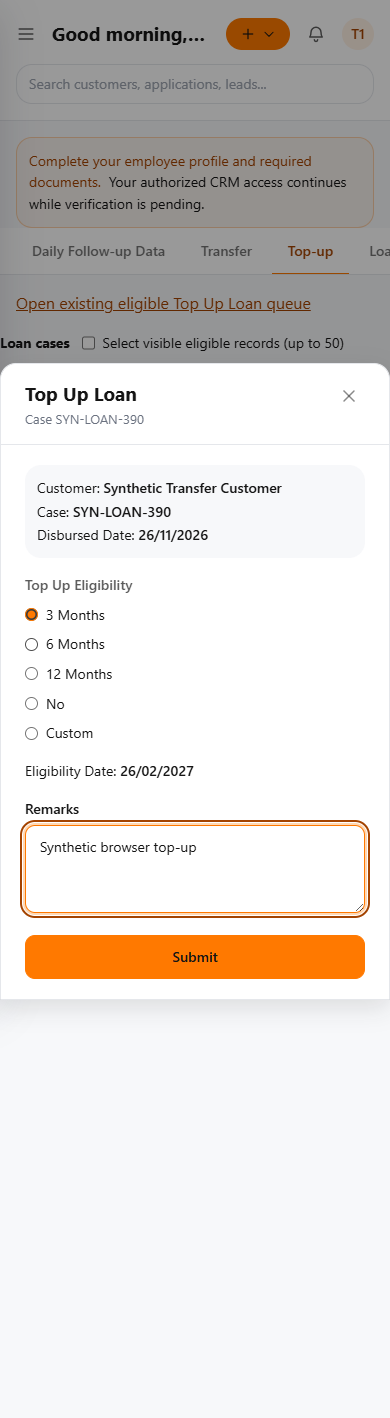 Good morning,...
T1
Search customers, applications, leads...
Complete your employee profile and required
documents. Your authorized CRM access continues
while verification is pending.
Daily Follow-up Data Transfer Top-up Loa
Open existing eligible Top Up Loan queue
Loan cases Select visible eligible records (up to 50)
Top Up Loan
Case SYN-LOAN-390
Customer: Synthetic Transfer Customer
Case: SYN-LOAN-390
Disbursed Date: 26/11/2026
Top Up Eligibility
3 Months
6 Months
12 Months
No
Custom
Eligibility Date: 26/02/2027
Remarks
Synthetic browser top-up
Submit